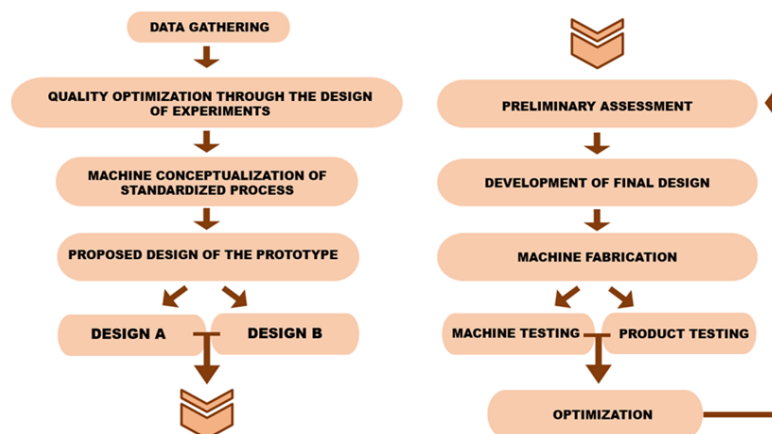 DATA GATHERING
QUALITY OPTIMIZATION THROUGH THE DESIGN
OF EXPERIMENTS
MACHINE CONCEPTUALIZATION OF
STANDARDIZED PROCESS
PROPOSED DESIGN OF THE PROTOTYPE
DESIGN A
DESIGN B
PRELIMINARY ASSESSMENT
DEVELOPMENT OF FINAL DESIGN
MACHINE FABRICATION
MACHINE TESTING
PRODUCT TESTING
OPTIMIZATION